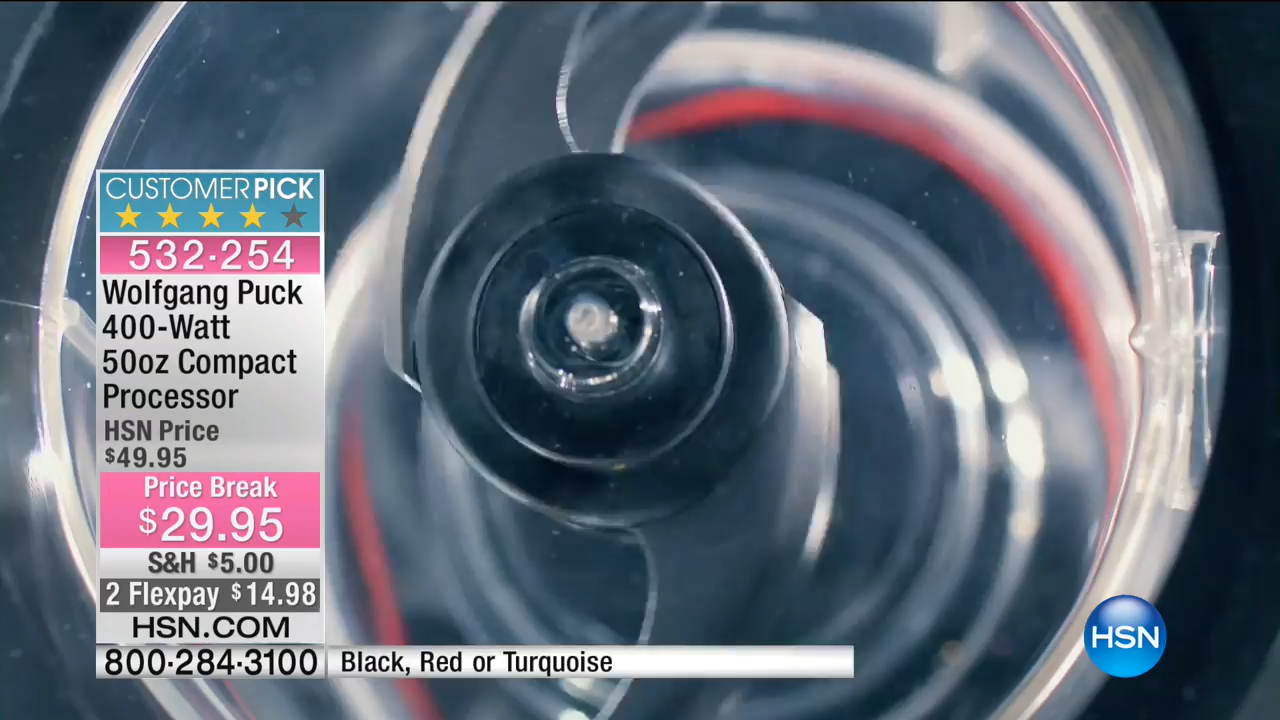 CUSTOMER PICK
532-254
Wolfgang Puck
400-Watt
50oz Compact
Processor
HSN Price
$49.95
Price Break
$29.95
S&H $5.00
2 Flexpay $14.98
HSN.COM
800·284·3100
Black, Red or Turquoise
HSN